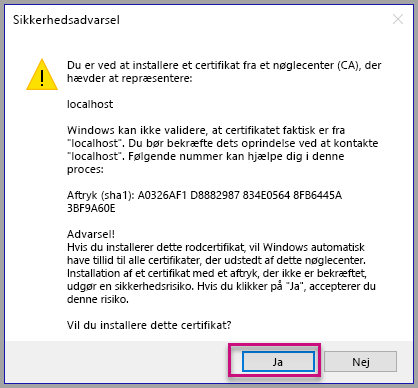 Sikkerhedsadvarsel
Du er ved at installere et certifikat fra et nøglecenter (CA), der
hævder at repræsentere:
localhost
Windows kan ikke validere, at certifikatet faktisk er fra
"localhost". Du bør bekræfte dets oprindelse ved at kontakte
"localhost". Følgende nummer kan hjælpe dig i denne
proces:
Aftryk (sha1): A0326AF1 D8882987 834E0564 8FB6445A
3BF9A60E
Advarsel!
Hvis du installerer dette rodcertifikat, vil Windows automatisk
have tillid til alle certifikater, der udstedt af dette nøglecenter.
Installation af et certifikat med et aftryk, der ikke er bekræftet,
udgør en sikkerhedsrisiko. Hvis du klikker på "Ja", accepterer du
denne risiko.
Vil du installere dette certifikat?
Ja
Nej